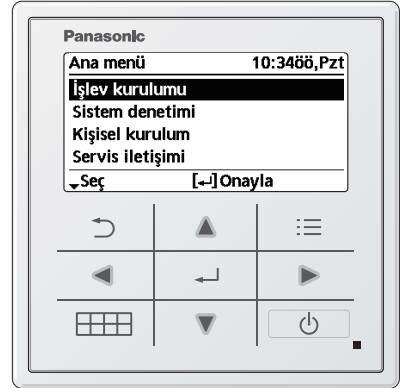 Panasonic
Ana menü 10:34öö,Pzt
İşlev kurulumu
Sistem denetimi
Kişisel kurulum
Servis iletişimi
Seç [↵]Onayla